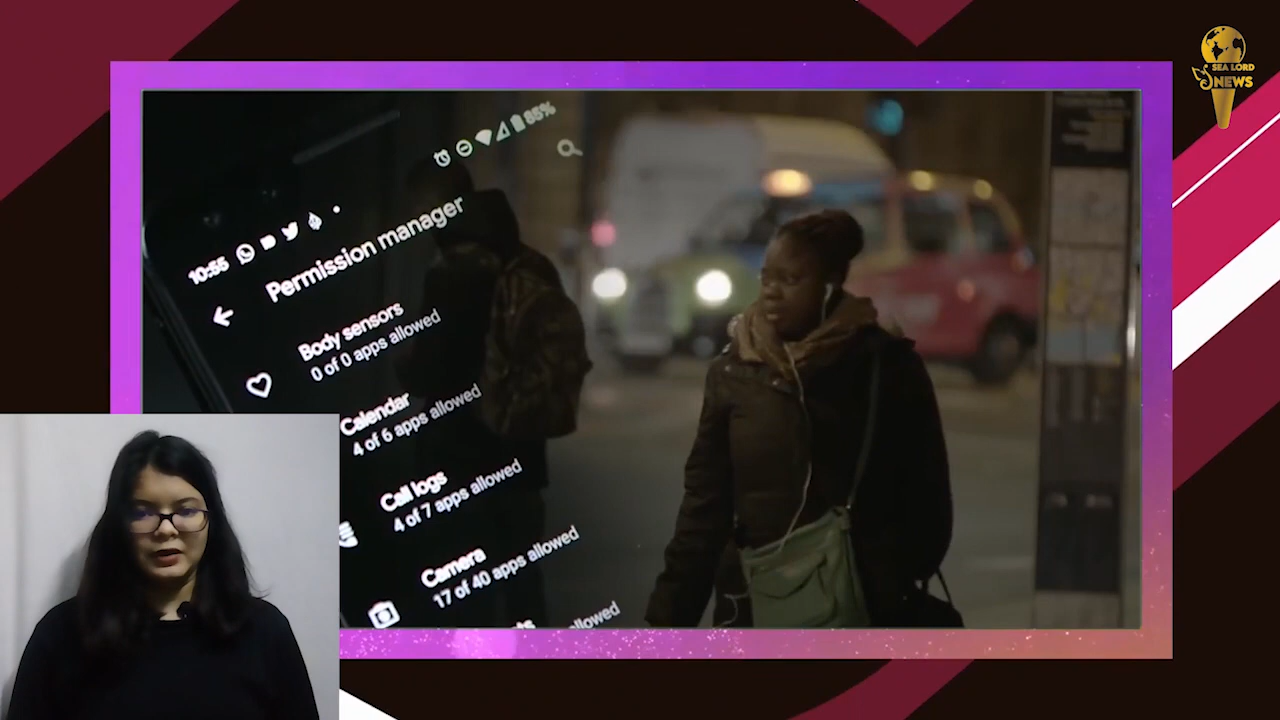 SEA LORD
NEWS
85%
10:55
Permission manager
Body sensors
0 of 0 apps allowed
Calendar
4 of 6 apps allowed
Call logs
4 of 7 apps allowed
Camera
17 of 40 apps allowed